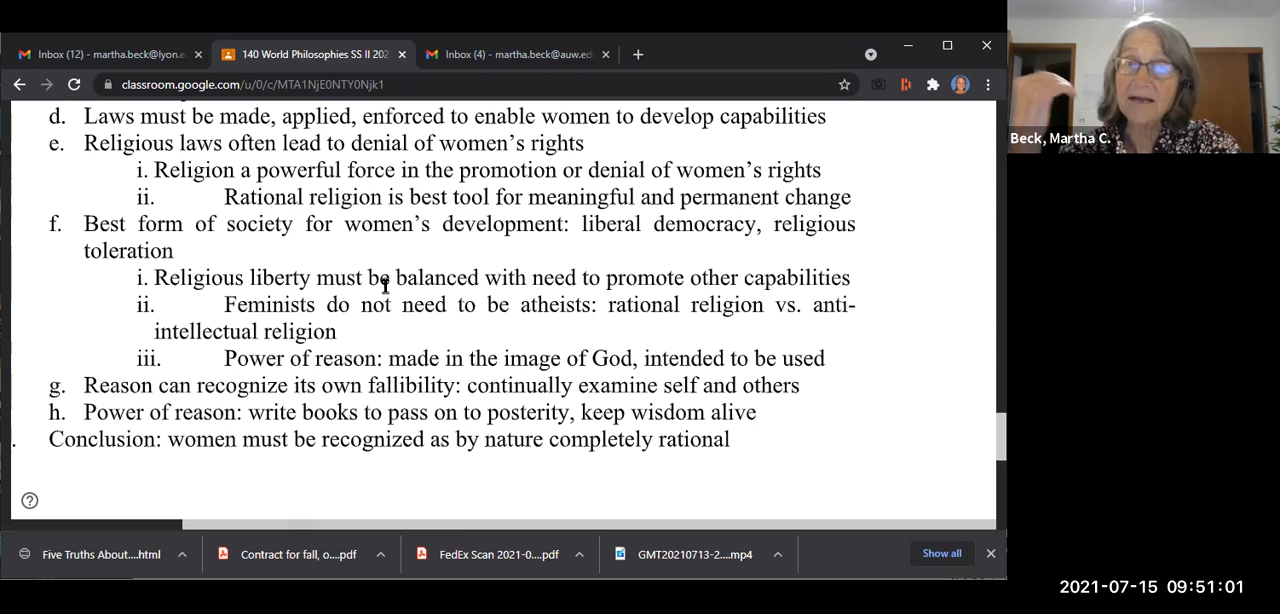 Inbox (12) - martha.beck@lyon.e
140 World Philosophies SS II 202
Inbox (4) - martha.beck@auw.ed
classroom.google.com/u/0/c/MTA1NjE0NTY0Njk1
d. Laws must be made, applied, enforced to enable women to develop capabilities
e. Religious laws often lead to denial of women's rights
i. Religion a powerful force in the promotion or denial of women's rights
ii. Rational religion is best tool for meaningful and permanent change
f. Best form of society for women's development: liberal democracy, religious
toleration
i. Religious liberty must be balanced with need to promote other capabilities
ii. Feminists do not need to be atheists: rational religion vs. anti-
intellectual religion
iii. Power of reason: made in the image of God, intended to be used
g. Reason can recognize its own fallibility: continually examine self and others
h. Power of reason: write books to pass on to posterity, keep wisdom alive
. Conclusion: women must be recognized as by nature completely rational
Five Truths About....html
Contract for fall, o....pdf
FedEx Scan 2021-0....pdf
GMT20210713-2....mp4
Show all
Beck, Martha C.
2021-07-15 09:51:01